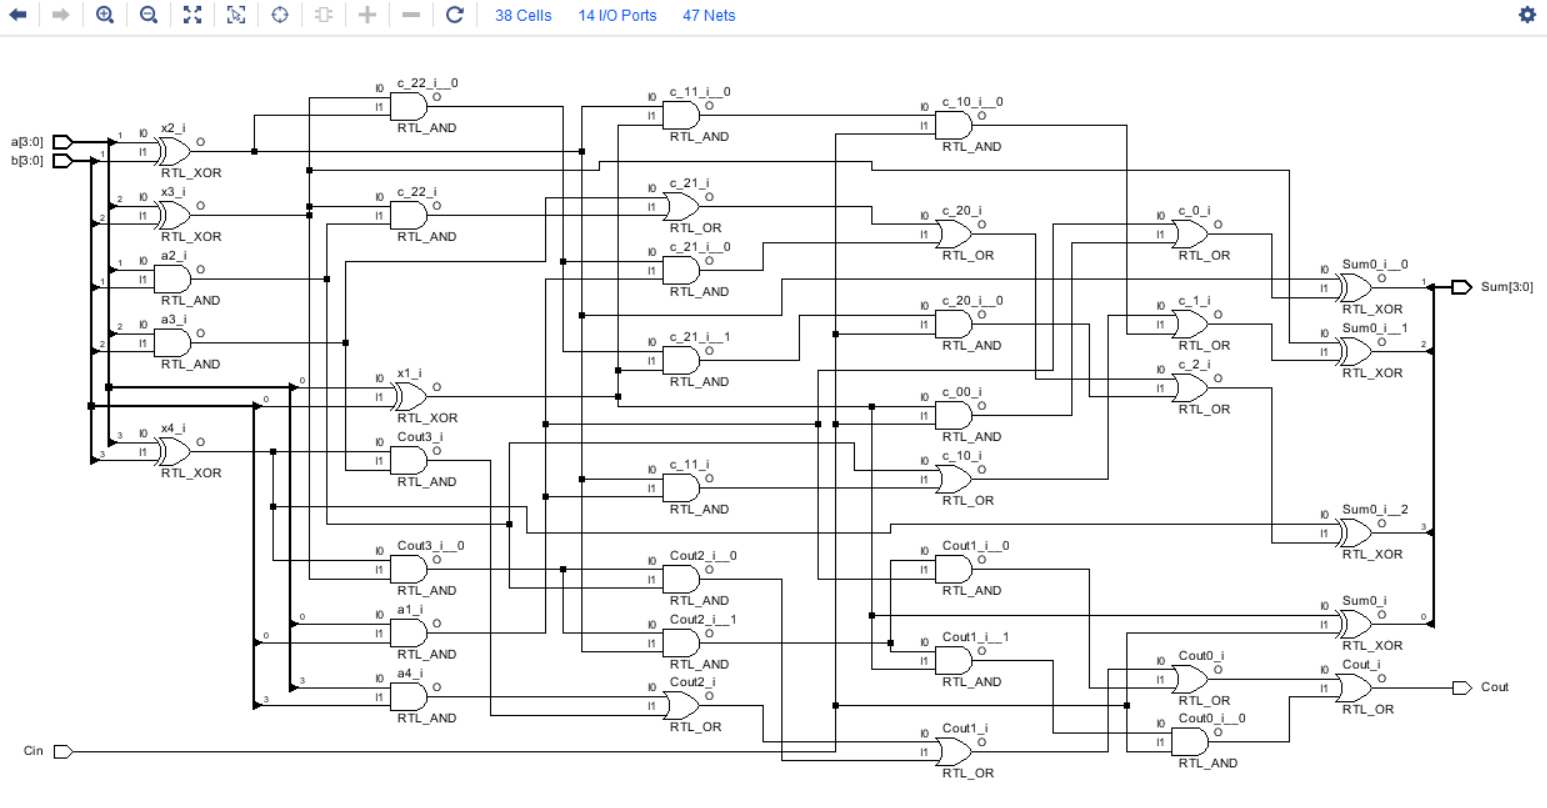 38 Cells 14 I/O Ports 47 Nets
a[3:0]
b[3:0]
Cin
1 I0 x2_i O
1 I1
RTL_XOR
2 I0 x3_i O
2 I1
RTL_XOR
1 I0 a2_i O
1 I1
RTL_AND
2 I0 a3_i O
2 I1
RTL_AND
3 I0 x4_i O
3 I1
RTL_XOR
I0 c_22_i__0 O
I1
RTL_AND
I0 c_22_i O
I1
RTL_AND
0 I0 x1_i O
0 I1
RTL_XOR
I0 Cout3_i O
I1
RTL_AND
I0 Cout3_i__0 O
I1
RTL_AND
0 I0 a1_i O
0 I1
RTL_AND
3 I0 a4_i O
3 I1
RTL_AND
I0 c_11_i__0 O
I1
RTL_AND
I0 c_21_i O
I1
RTL_OR
I0 c_21_i__0 O
I1
RTL_AND
I0 c_21_i__1 O
I1
RTL_AND
I0 c_11_i O
I1
RTL_AND
I0 Cout2_i__0 O
I1
RTL_AND
I0 Cout2_i__1 O
I1
RTL_AND
I0 Cout2_i O
I1
RTL_OR
I0 c_10_i__0 O
I1
RTL_AND
I0 c_20_i O
I1
RTL_OR
I0 c_20_i__0 O
I1
RTL_AND
I0 c_00_i O
I1
RTL_AND
I0 c_10_i O
I1
RTL_OR
I0 Cout1_i__0 O
I1
RTL_AND
I0 Cout1_i__1 O
I1
RTL_AND
I0 Cout1_i O
I1
RTL_OR
I0 c_0_i O
I1
RTL_OR
I0 c_1_i O
I1
RTL_OR
I0 c_2_i O
I1
RTL_OR
I0 Cout0_i O
I1
RTL_OR
I0 Cout0_i__0 O
I1
RTL_AND
I0 Sum0_i__0 O 1
I1
RTL_XOR
I0 Sum0_i__1 O
I1 2
RTL_XOR
I0 Sum0_i__2 O
I1 3
RTL_XOR
I0 Sum0_i O
I1 0
RTL_XOR
I0 Cout_i O
I1
RTL_OR
Sum[3:0]
Cout